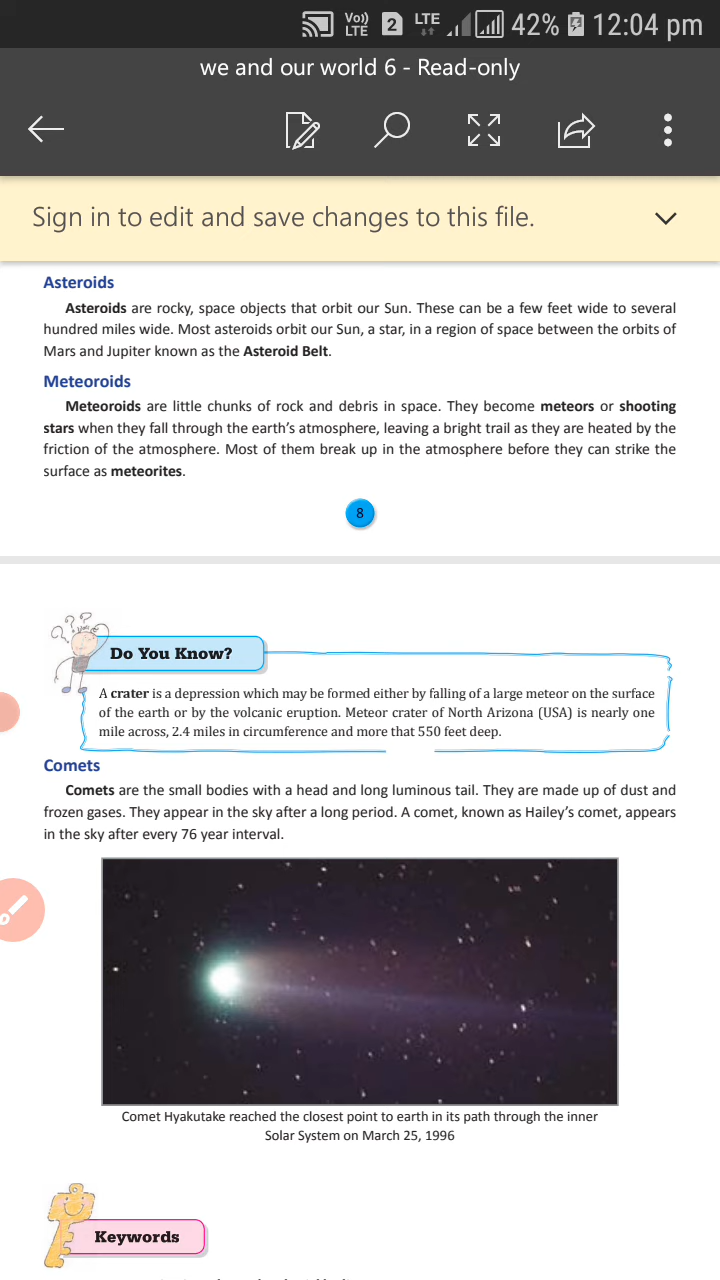 Vo)) LTE 2 LTE 42% 12:04 pm
we and our world 6 - Read-only
Sign in to edit and save changes to this file.
Asteroids
Asteroids are rocky, space objects that orbit our Sun. These can be a few feet wide to several
hundred miles wide. Most asteroids orbit our Sun, a star, in a region of space between the orbits of
Mars and Jupiter known as the Asteroid Belt.
Meteoroids
Meteoroids are little chunks of rock and debris in space. They become meteors or shooting
stars when they fall through the earth's atmosphere, leaving a bright trail as they are heated by the
friction of the atmosphere. Most of them break up in the atmosphere before they can strike the
surface as meteorites.
8
? ? ?
Do You Know?
A crater is a depression which may be formed either by falling of a large meteor on the surface
of the earth or by the volcanic eruption. Meteor crater of North Arizona (USA) is nearly one
mile across, 2.4 miles in circumference and more that 550 feet deep.
Comets
Comets are the small bodies with a head and long luminous tail. They are made up of dust and
frozen gases. They appear in the sky after a long period. A comet, known as Hailey's comet, appears
in the sky after every 76 year interval.
Comet Hyakutake reached the closest point to earth in its path through the inner
Solar System on March 25, 1996
Keywords